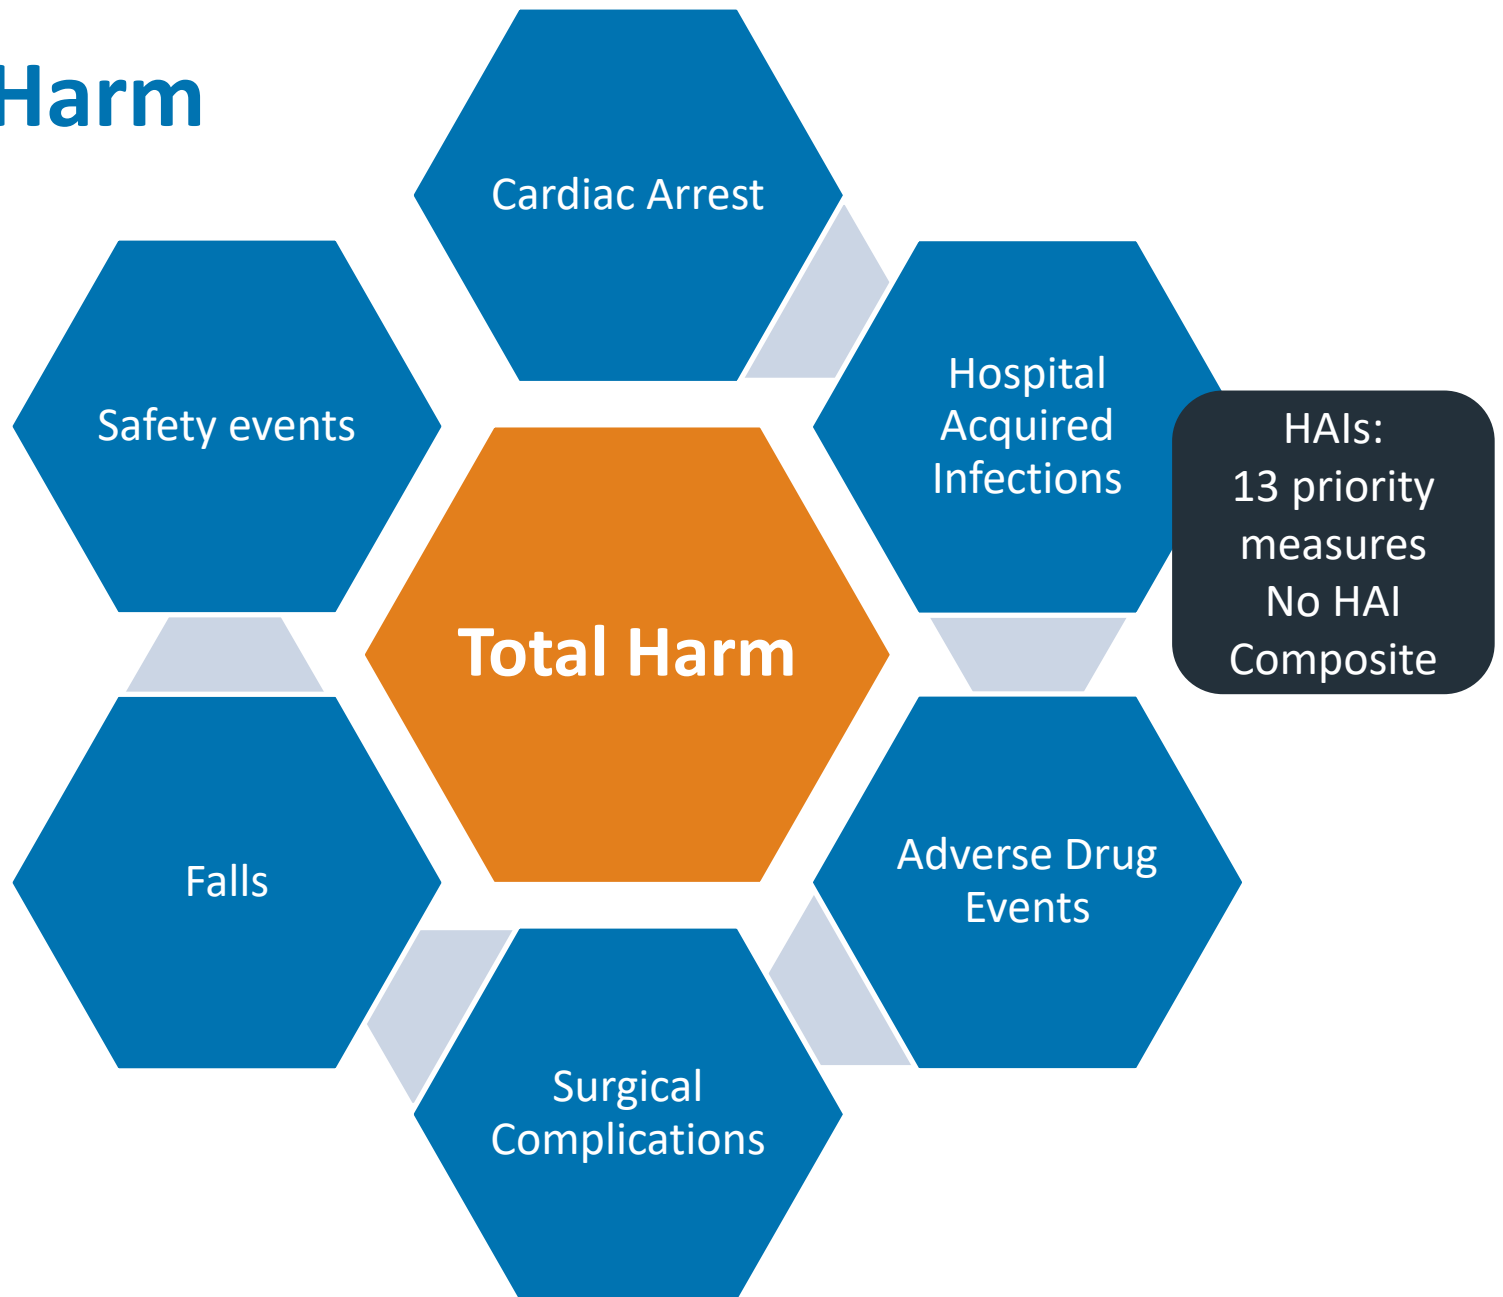 Harm
Cardiac Arrest
Hospital
Acquired
Infections
HAIs:
13 priority
measures
No HAI
Composite
Safety events
Total Harm
Adverse Drug
Events
Falls
Surgical
Complications